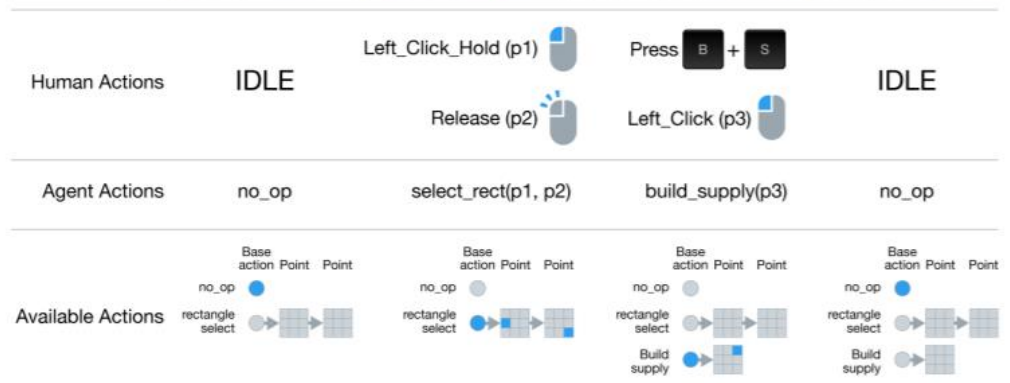 Human Actions
IDLE
Left_Click_Hold (p1)
Release (p2)
Press B + S
Left_Click (p3)
IDLE
Agent Actions
no_op
select_rect(p1, p2)
build_supply(p3)
no_op
Available Actions
Base
action Point Point
no_op
rectangle
select
Base
action Point Point
no_op
rectangle
select
Base
action Point Point
no_op
rectangle
select
Build
supply
Base
action Point Point
no_op
rectangle
select
Build
supply